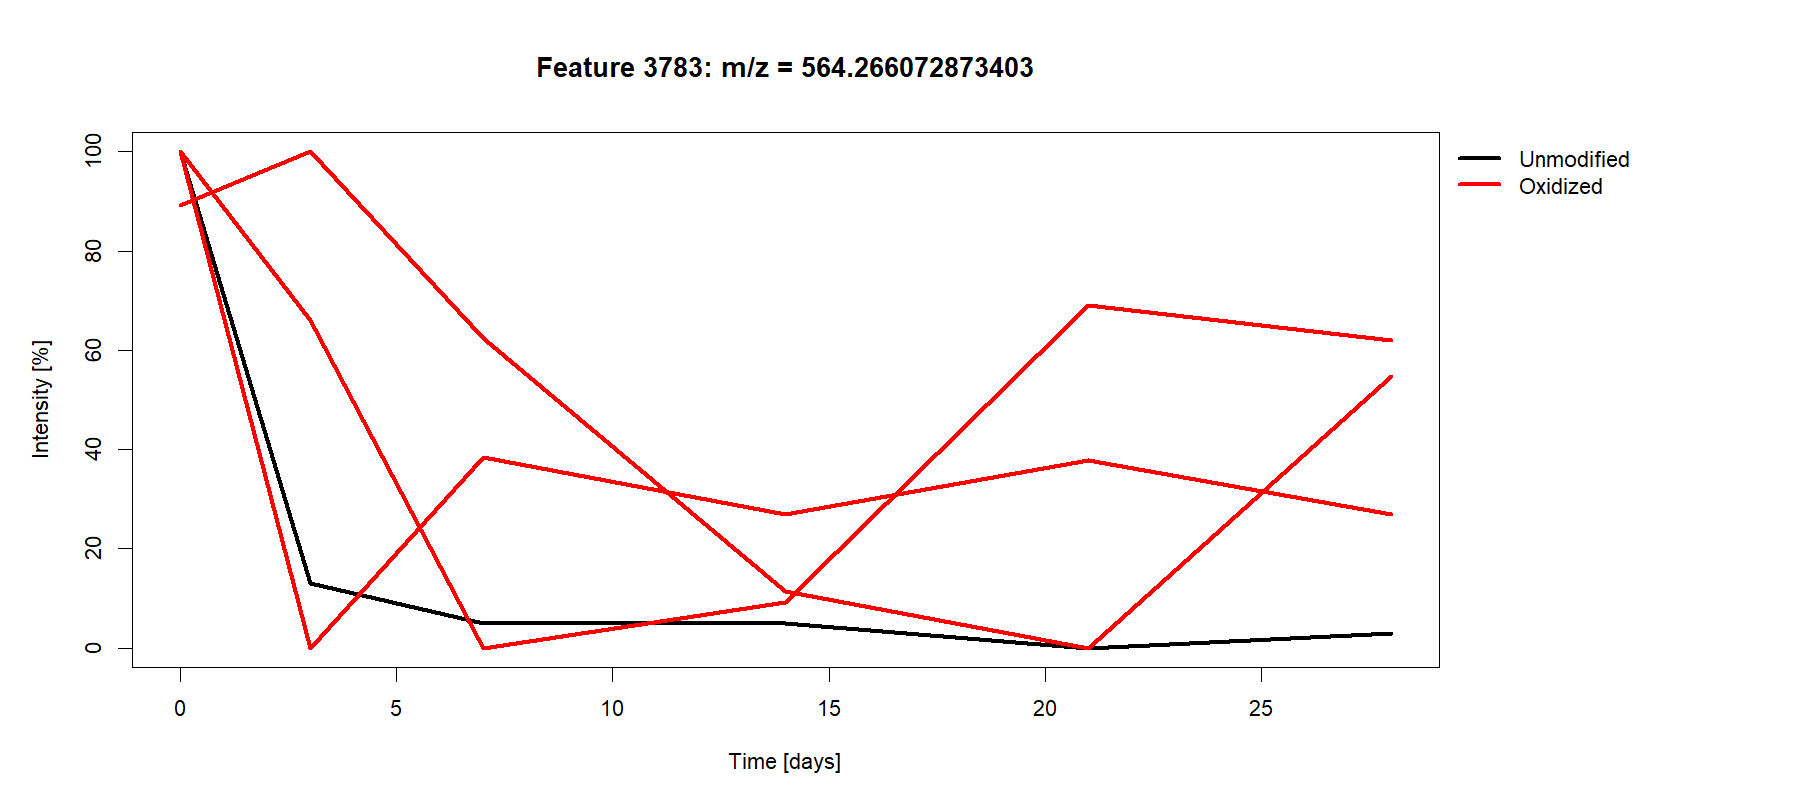 Feature 3783: m/z = 564.266072873403
Unmodified
Oxidized
Intensity [%]
100
80
60
40
20
0
0 5 10 15 20 25
Time [days]